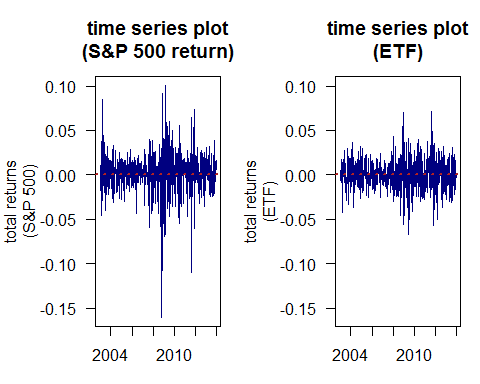 time series plot
(S&P 500 return)
total returns
(S&P 500)
0.10
0.05
0.00
-0.05
-0.10
-0.15
2004
2010
time series plot
(ETF)
total returns
(ETF)
0.10
0.05
0.00
-0.05
-0.10
-0.15
2004
2010